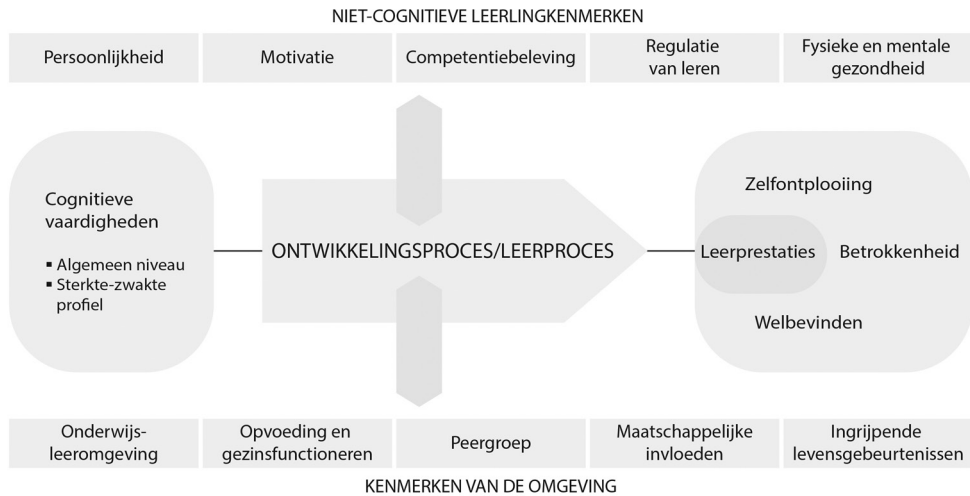 NIET-COGNITIEVE LEERLINGKENMERKEN
Persoonlijkheid
Motivatie
Competentiebeleving
Regulatie
van leren
Fysieke en mentale
gezondheid
Cognitieve
vaardigheden
▪ Algemeen niveau
▪ Sterkte-zwakte
profiel
ONTWIKKELINGSPROCES/LEERPROCES
Zelfontplooiing
Leerprestaties
Betrokkenheid
Welbevinden
Onderwijs-
leeromgeving
Opvoeding en
gezinsfunctioneren
Peergroep
Maatschappelijke
invloeden
Ingrijpende
levensgebeurtenissen
KENMERKEN VAN DE OMGEVING